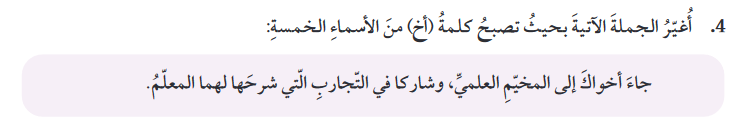 4. أُغيّرُ الجملةَ الآتيةَ بحيثُ تصبحُ كلمةُ (أخ) منَ الأسماءِ الخمسةِ:
جاءَ أخواكَ إلى المخيّمِ العلميِّ، وشاركا في التّجاربِ الّتي شرحَها لهما المعلّمُ.